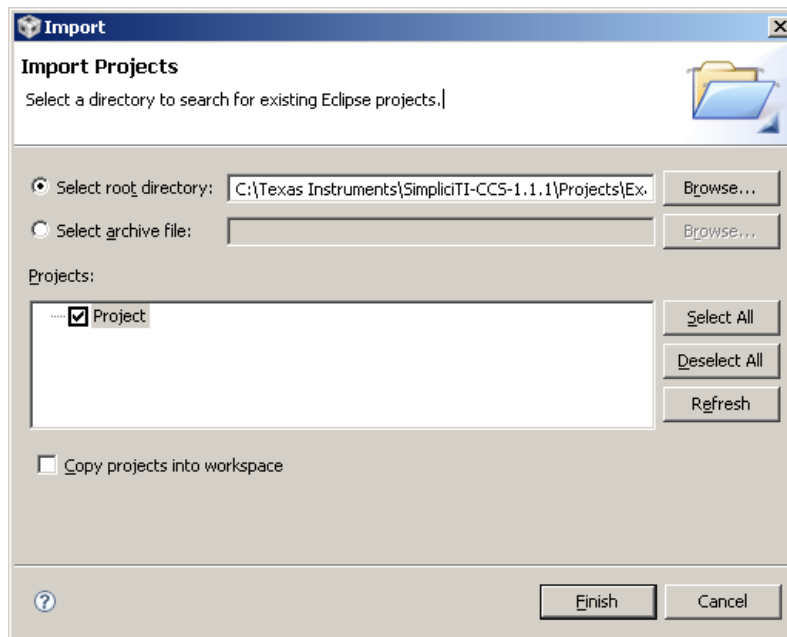 Import
Import Projects
Select a directory to search for existing Eclipse projects.
Select root directory: C:\Texas Instruments\SimpliciTI-CCS-1.1.1\Projects\Ex Browse...
Select archive file: Browse...
Projects:
Project
Select All
Deselect All
Refresh
Copy projects into workspace
? Finish Cancel